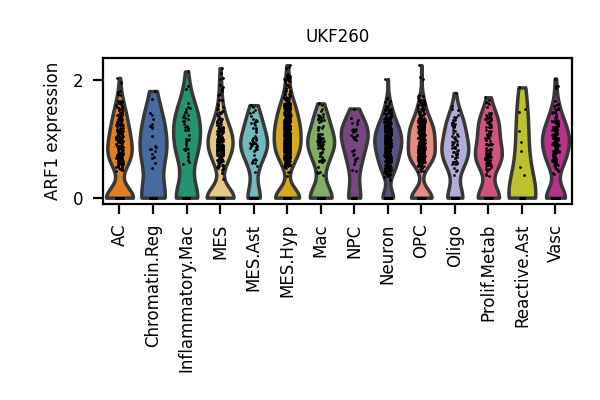 UKF260
ARF1 expression
2
0
AC
Chromatin.Reg
Inflammatory.Mac
MES
MES.Ast
MES.Hyp
Mac
NPC
Neuron
OPC
Oligo
Prolif.Metab
Reactive.Ast
Vasc